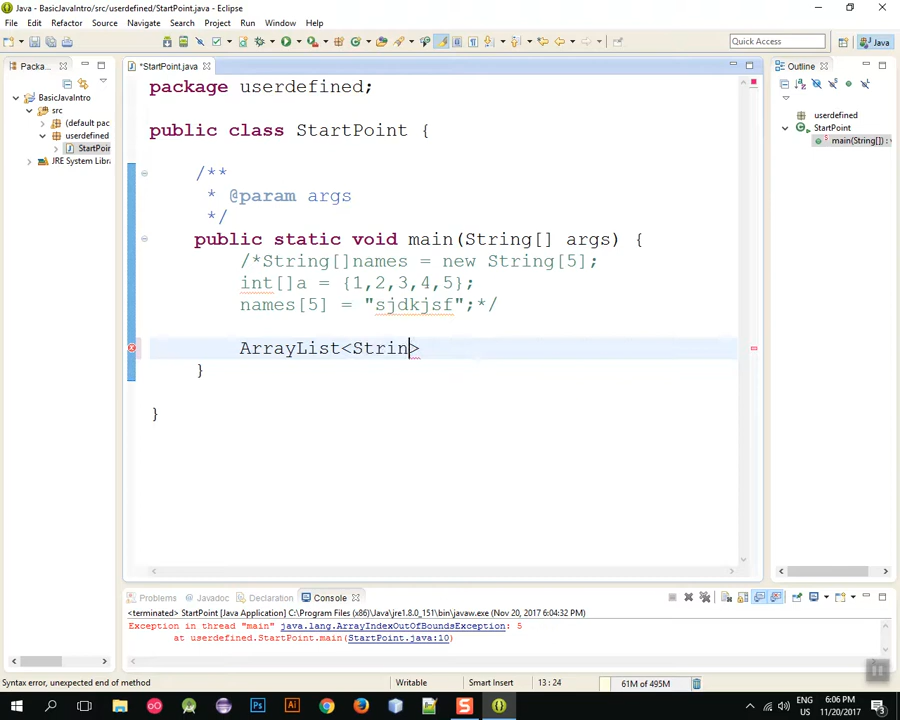 Java - BasicJavaIntro/src/userdefined/StartPoint.java - Eclipse
File Edit Refactor Source Navigate Search Project Run Window Help
Quick Access
Java
Packa...
*StartPoint.java
Outline
BasicJavaIntro
src
(default pac
userdefined
StartPoin
JRE System Libra
package userdefined;
public class StartPoint {
/**
* @param args
*/
public static void main(String[] args) {
/*String[]names = new String[5];
int[]a = {1,2,3,4,5};
names[5] = "sjdkjsf";*/
ArrayList<Strin>
}
}
userdefined
StartPoint
main(String[]) : v
Problems Javadoc Declaration Console
<terminated> StartPoint [Java Application] C:\Program Files (x86)\Java\jre1.8.0_151\bin\javaw.exe (Nov 20, 2017 6:04:32 PM)
Exception in thread "main" java.lang.ArrayIndexOutOfBoundsException: 5
at userdefined.StartPoint.main(StartPoint.java:10)
Syntax error, unexpected end of method
Writable
Smart Insert
13 : 24
61M of 495M
ENG
US
6:06 PM
11/20/2017